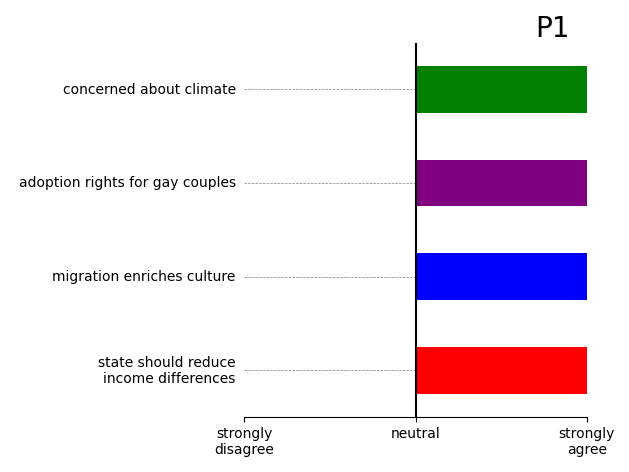 P1
concerned about climate
adoption rights for gay couples
migration enriches culture
state should reduce
income differences
strongly
disagree
neutral
strongly
agree